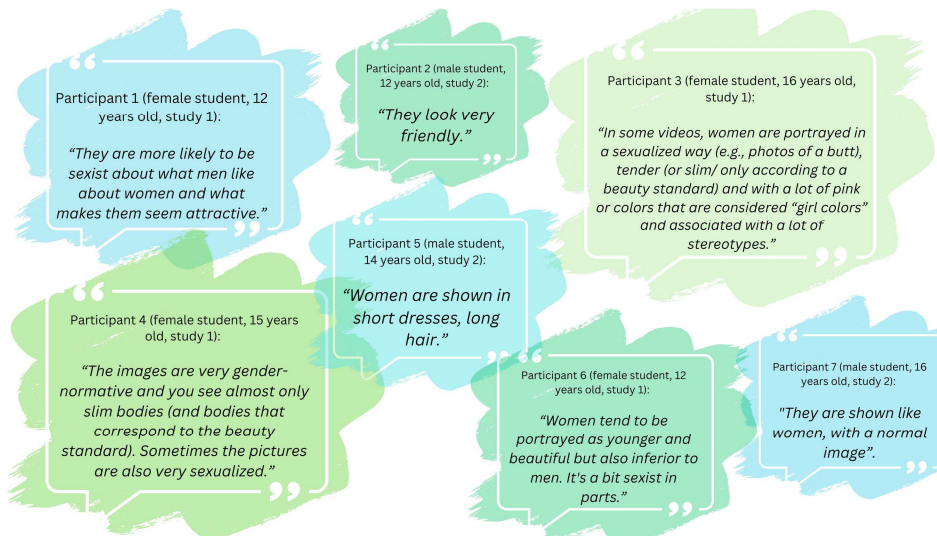 Participant 1 (female student, 12
years old, study 1):
“They are more likely to be
sexist about what men like
about women and what
makes them seem attractive.”
Participant 2 (male student,
12 years old, study 2):
“They look very
friendly.”
Participant 3 (female student, 16 years old,
study 1):
“In some videos, women are portrayed in
a sexualized way (e.g., photos of a butt),
tender (or slim/ only according to a
beauty standard) and with a lot of pink
or colors that are considered “girl colors”
and associated with a lot of
stereotypes.”
Participant 4 (female student, 15 years
old, study 1):
“The images are very gender-
normative and you see almost only
slim bodies (and bodies that
correspond to the beauty
standard). Sometimes the pictures
are also very sexualized.”
Participant 5 (male student,
14 years old, study 2):
“Women are shown in
short dresses, long
hair.”
Participant 6 (female student, 12
years old, study 1):
“Women tend to be
portrayed as younger and
beautiful but also inferior to
men. It's a bit sexist in
parts.”
Participant 7 (male student, 16
years old, study 2):
"They are shown like
women, with a normal
image”.